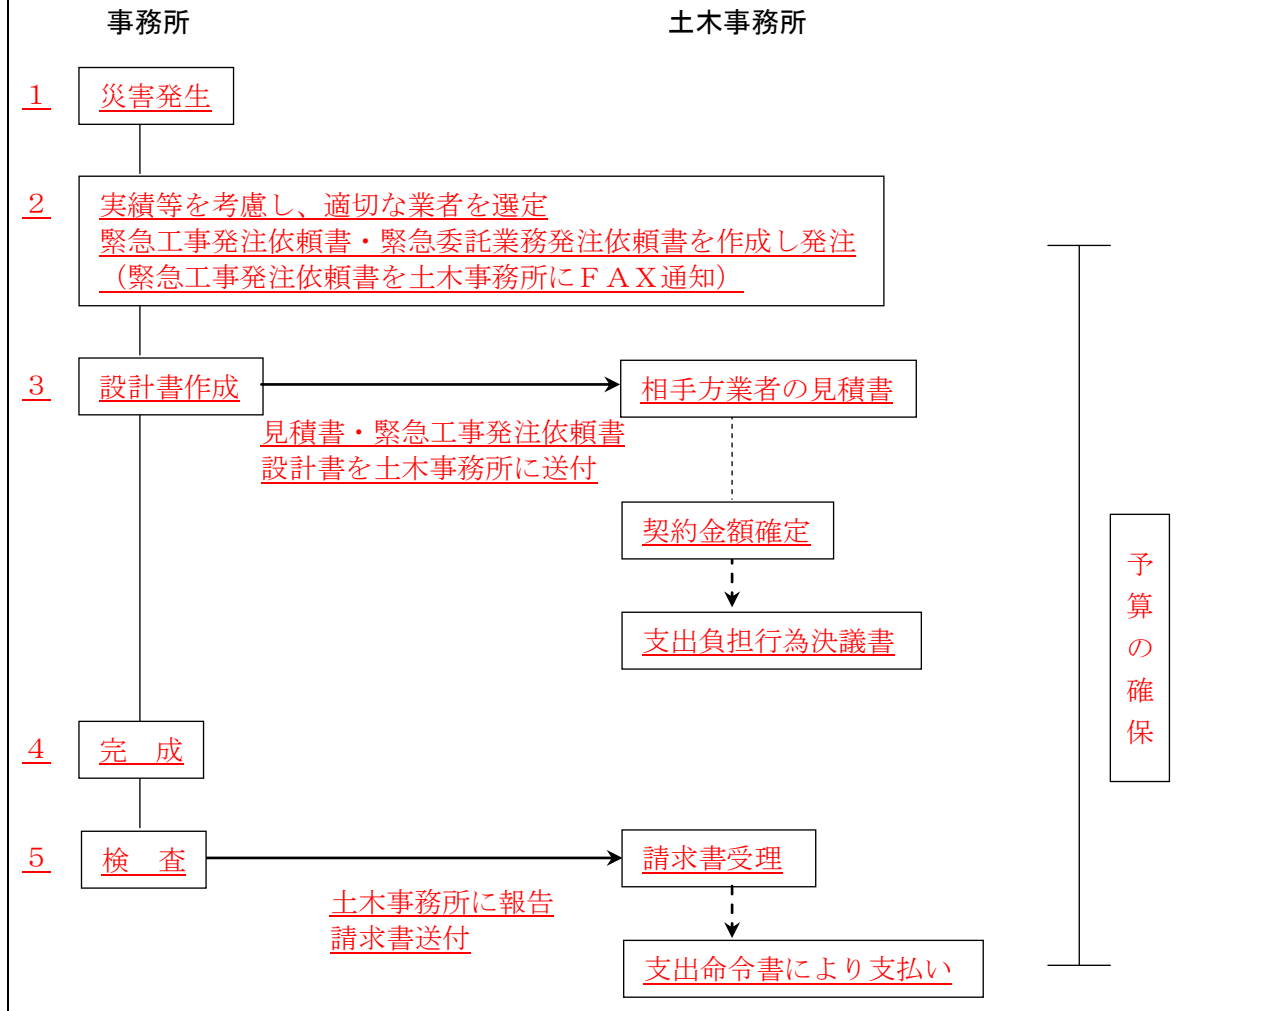 事務所　土木事務所
１　災害発生
２　実績等を考慮し、適切な業者を選定
緊急工事発注依頼書・緊急委託業務発注依頼書を作成し発注
（緊急工事発注依頼書を土木事務所にＦＡＸ通知）
３　設計書作成　相手方業者の見積書
見積書・緊急工事発注依頼書
設計書を土木事務所に送付
契約金額確定
支出負担行為決議書
予算の確保
４　完　成
５　検　査　請求書受理
土木事務所に報告
請求書送付
支出命令書により支払い